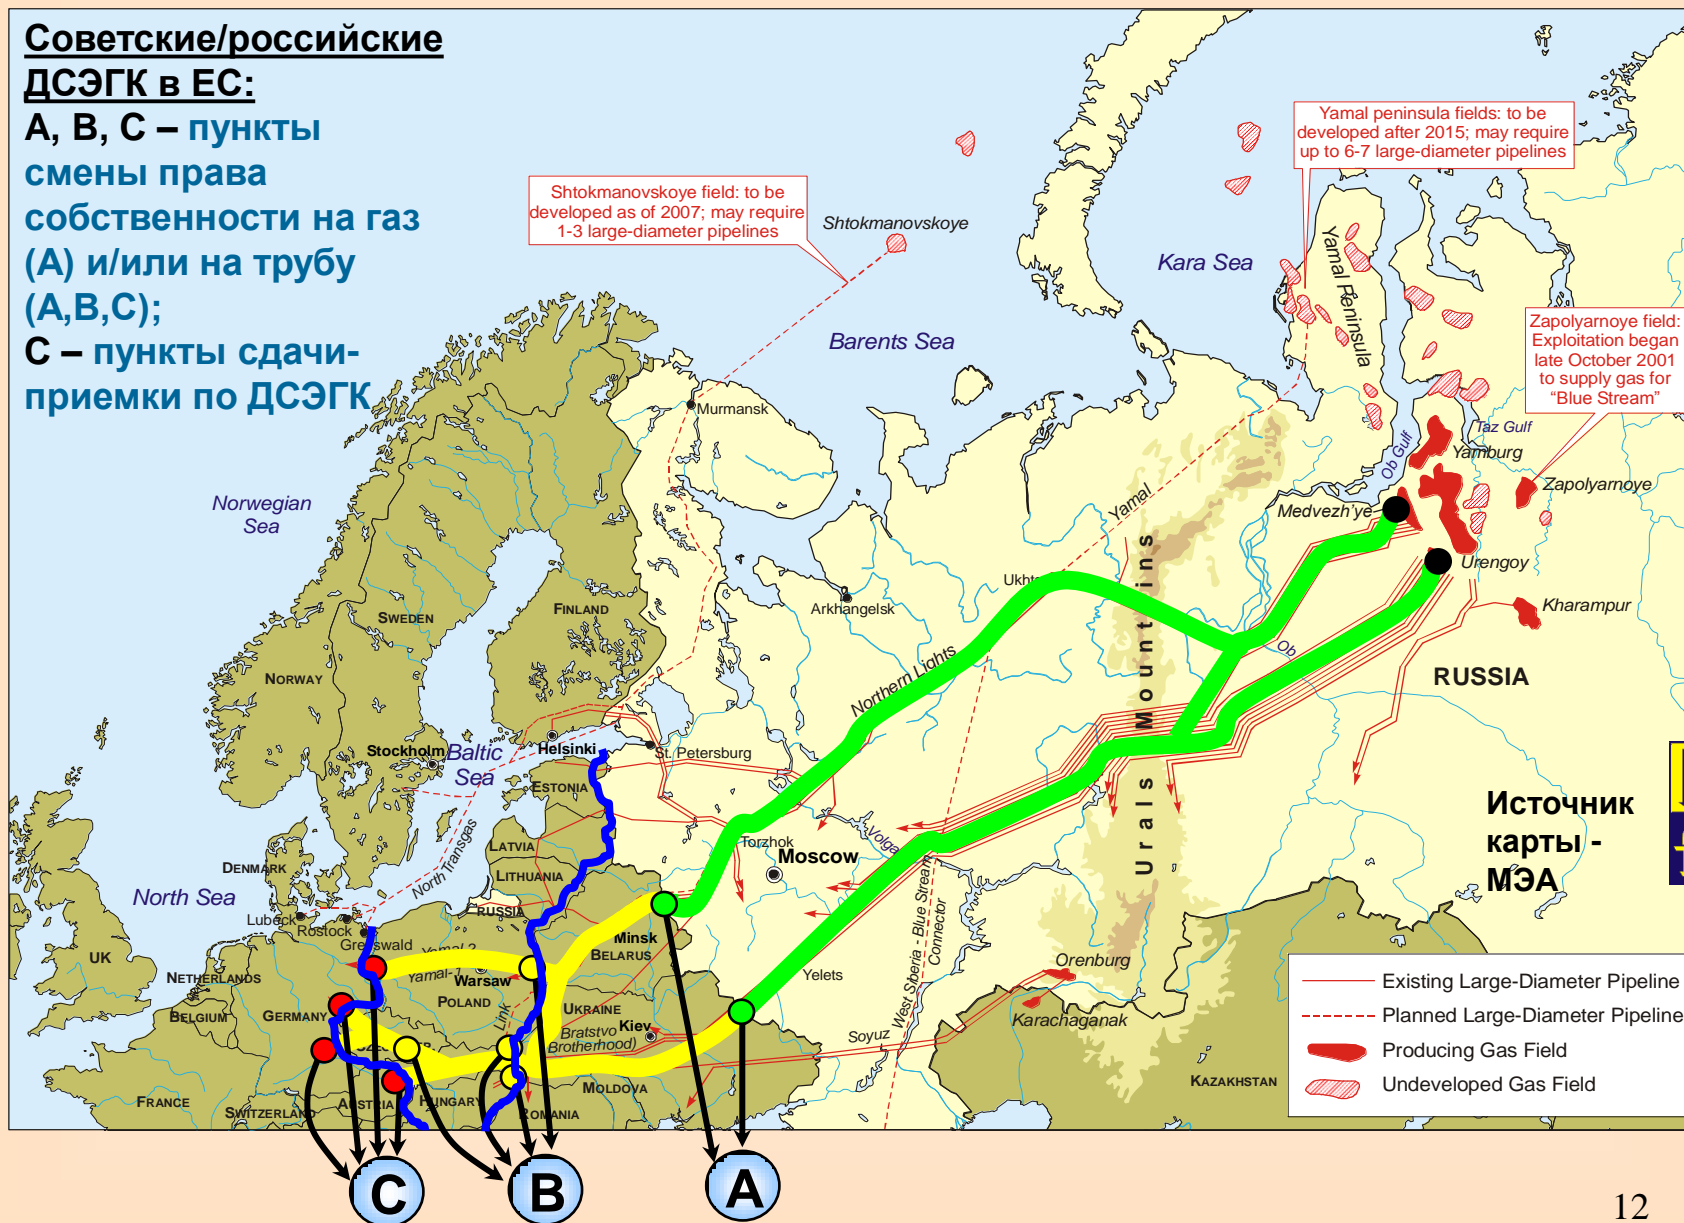 Советские/российские
ДСЭГК в ЕС:
А, В, С – пункты
смены права
собственности на газ
(А) и/или на трубу
(А,В,С);
С – пункты сдачи-
приемки по ДСЭГК
Yamal peninsula fields: to be
developed after 2015; may require
up to 6-7 large-diameter pipelines
Shtokmanovskoye field: to be
developed as of 2007; may require
1-3 large-diameter pipelines
Shtokmanovskoye
Kara Sea
Yamal Peninsula
Barents Sea
Zapolyarnoye field:
Exploitation began
late October 2001
to supply gas for
“Blue Stream”
Murmansk
Ob Gulf
Taz Gulf
Yamburg
Zapolyarnoye
Medvezh'ye
Norwegian
Sea
Yamal
Urengoy
Arkhangelsk
Kharampur
FINLAND
SWEDEN
NORWAY
Northern Lights
Ob
RUSSIA
Urals
Stockholm
Baltic
Sea
Helsinki
St. Petersburg
ESTONIA
Источник
карты -
МЭА
Torzhok
Moscow
Volga
LATVIA
LITHUANIA
DENMARK
North Transgas
North Sea
RUSSIA
Lubeck
Rostock
Minsk
BELARUS
UK
NETHERLANDS
Yamal-1
Warsaw
POLAND
Yelets
West Siberia - Blue Stream
Connector
Orenburg
Karachaganak
BELGIUM
GERMANY
Link
UKRAINE
Kiev
Bratstvo
Brotherhood)
Soyuz
MOLDOVA
KAZAKHSTAN
FRANCE
SWITZERLAND
AUSTRIA
HUNGARY
ROMANIA
Existing Large-Diameter Pipeline
Planned Large-Diameter Pipeline
Producing Gas Field
Undeveloped Gas Field
C
B
A
12